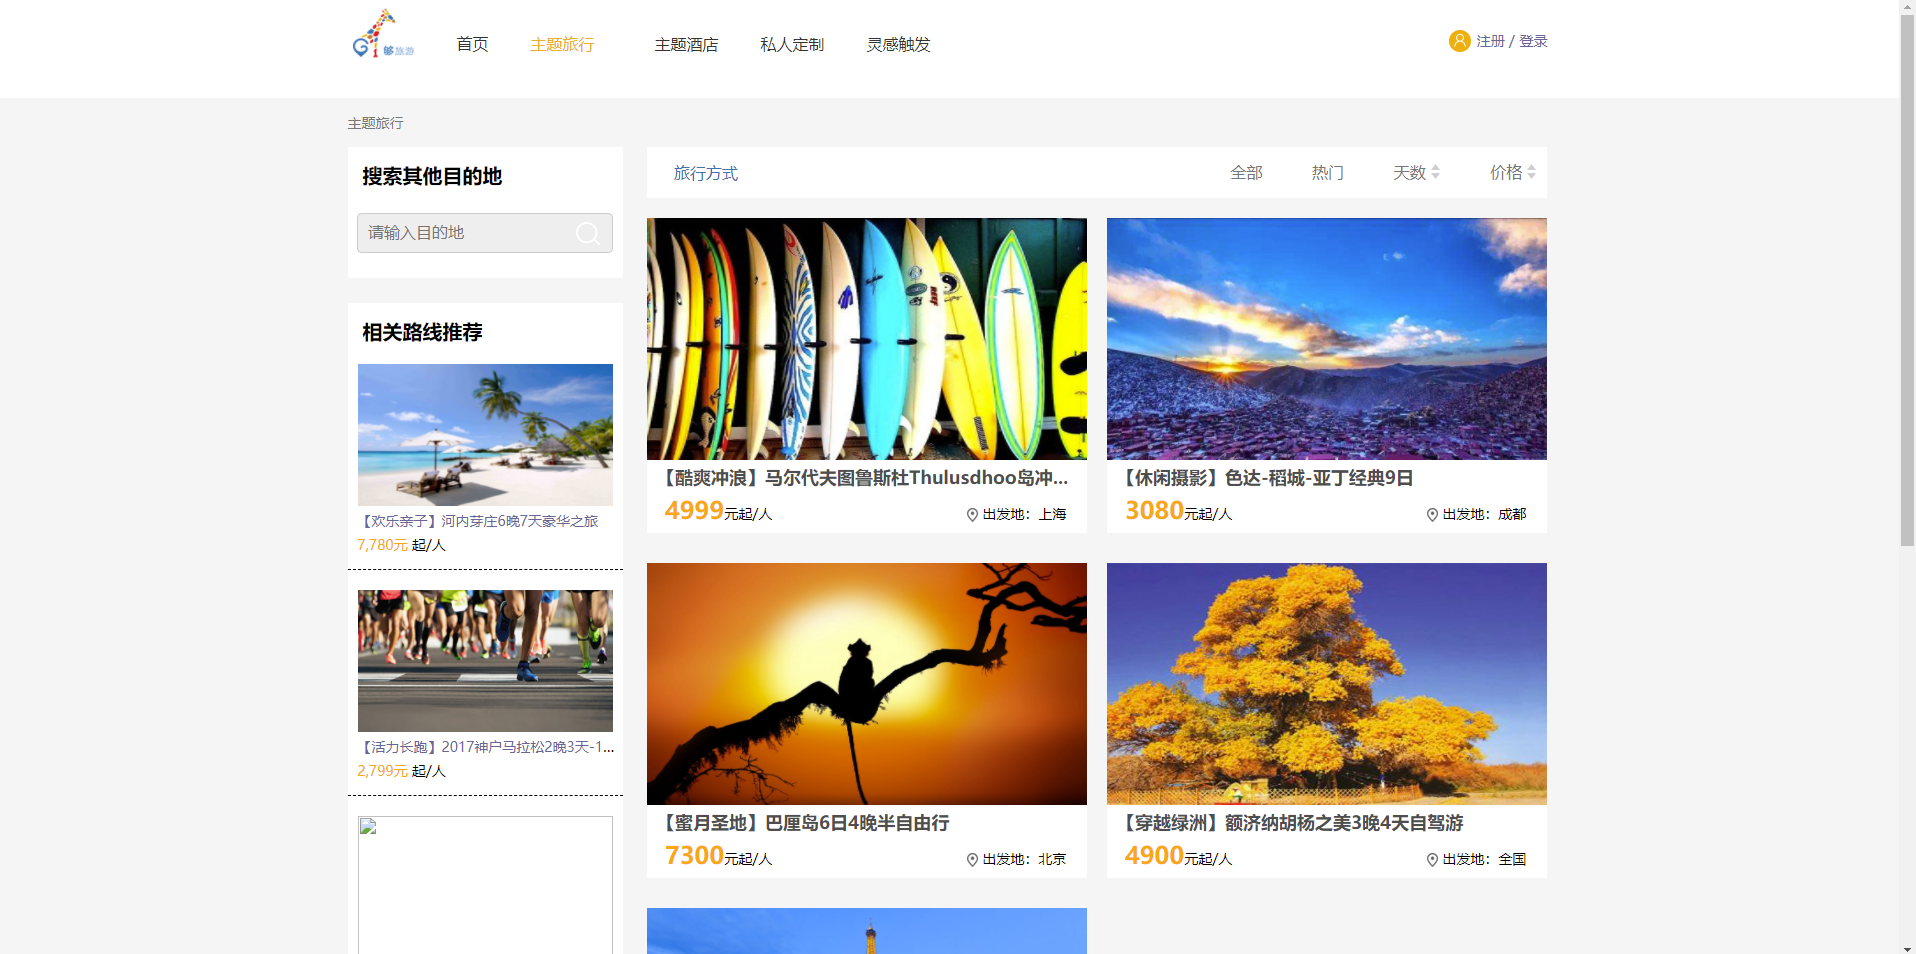 够旅游
首页
主题旅行
主题酒店
私人定制
灵感触发
注册 / 登录
主题旅行
搜索其他目的地
请输入目的地
相关路线推荐
【欢乐亲子】河内芽庄6晚7天豪华之旅
7,780元 起/人
【活力长跑】2017神户马拉松2晚3天-1...
2,799元 起/人
旅行方式
全部
热门
天数
价格
【酷爽冲浪】马尔代夫图鲁斯杜Thulusdhoo岛冲...
4999元起/人
出发地：上海
【休闲摄影】色达-稻城-亚丁经典9日
3080元起/人
出发地：成都
【蜜月圣地】巴厘岛6日4晚半自由行
7300元起/人
出发地：北京
【穿越绿洲】额济纳胡杨之美3晚4天自驾游
4900元起/人
出发地：全国